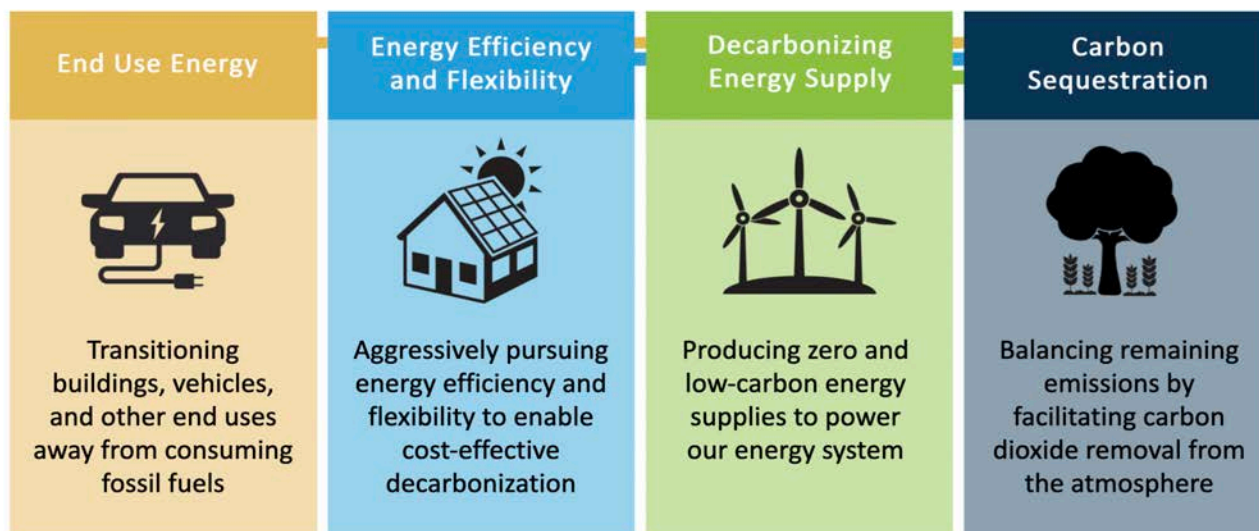 End Use Energy
Transitioning
buildings, vehicles,
and other end uses
away from consuming
fossil fuels
Energy Efficiency
and Flexibility
Aggressively pursuing
energy efficiency and
flexibility to enable
cost-effective
decarbonization
Decarbonizing
Energy Supply
Producing zero and
low-carbon energy
supplies to power
our energy system
Carbon
Sequestration
Balancing remaining
emissions by
facilitating carbon
dioxide removal from
the atmosphere